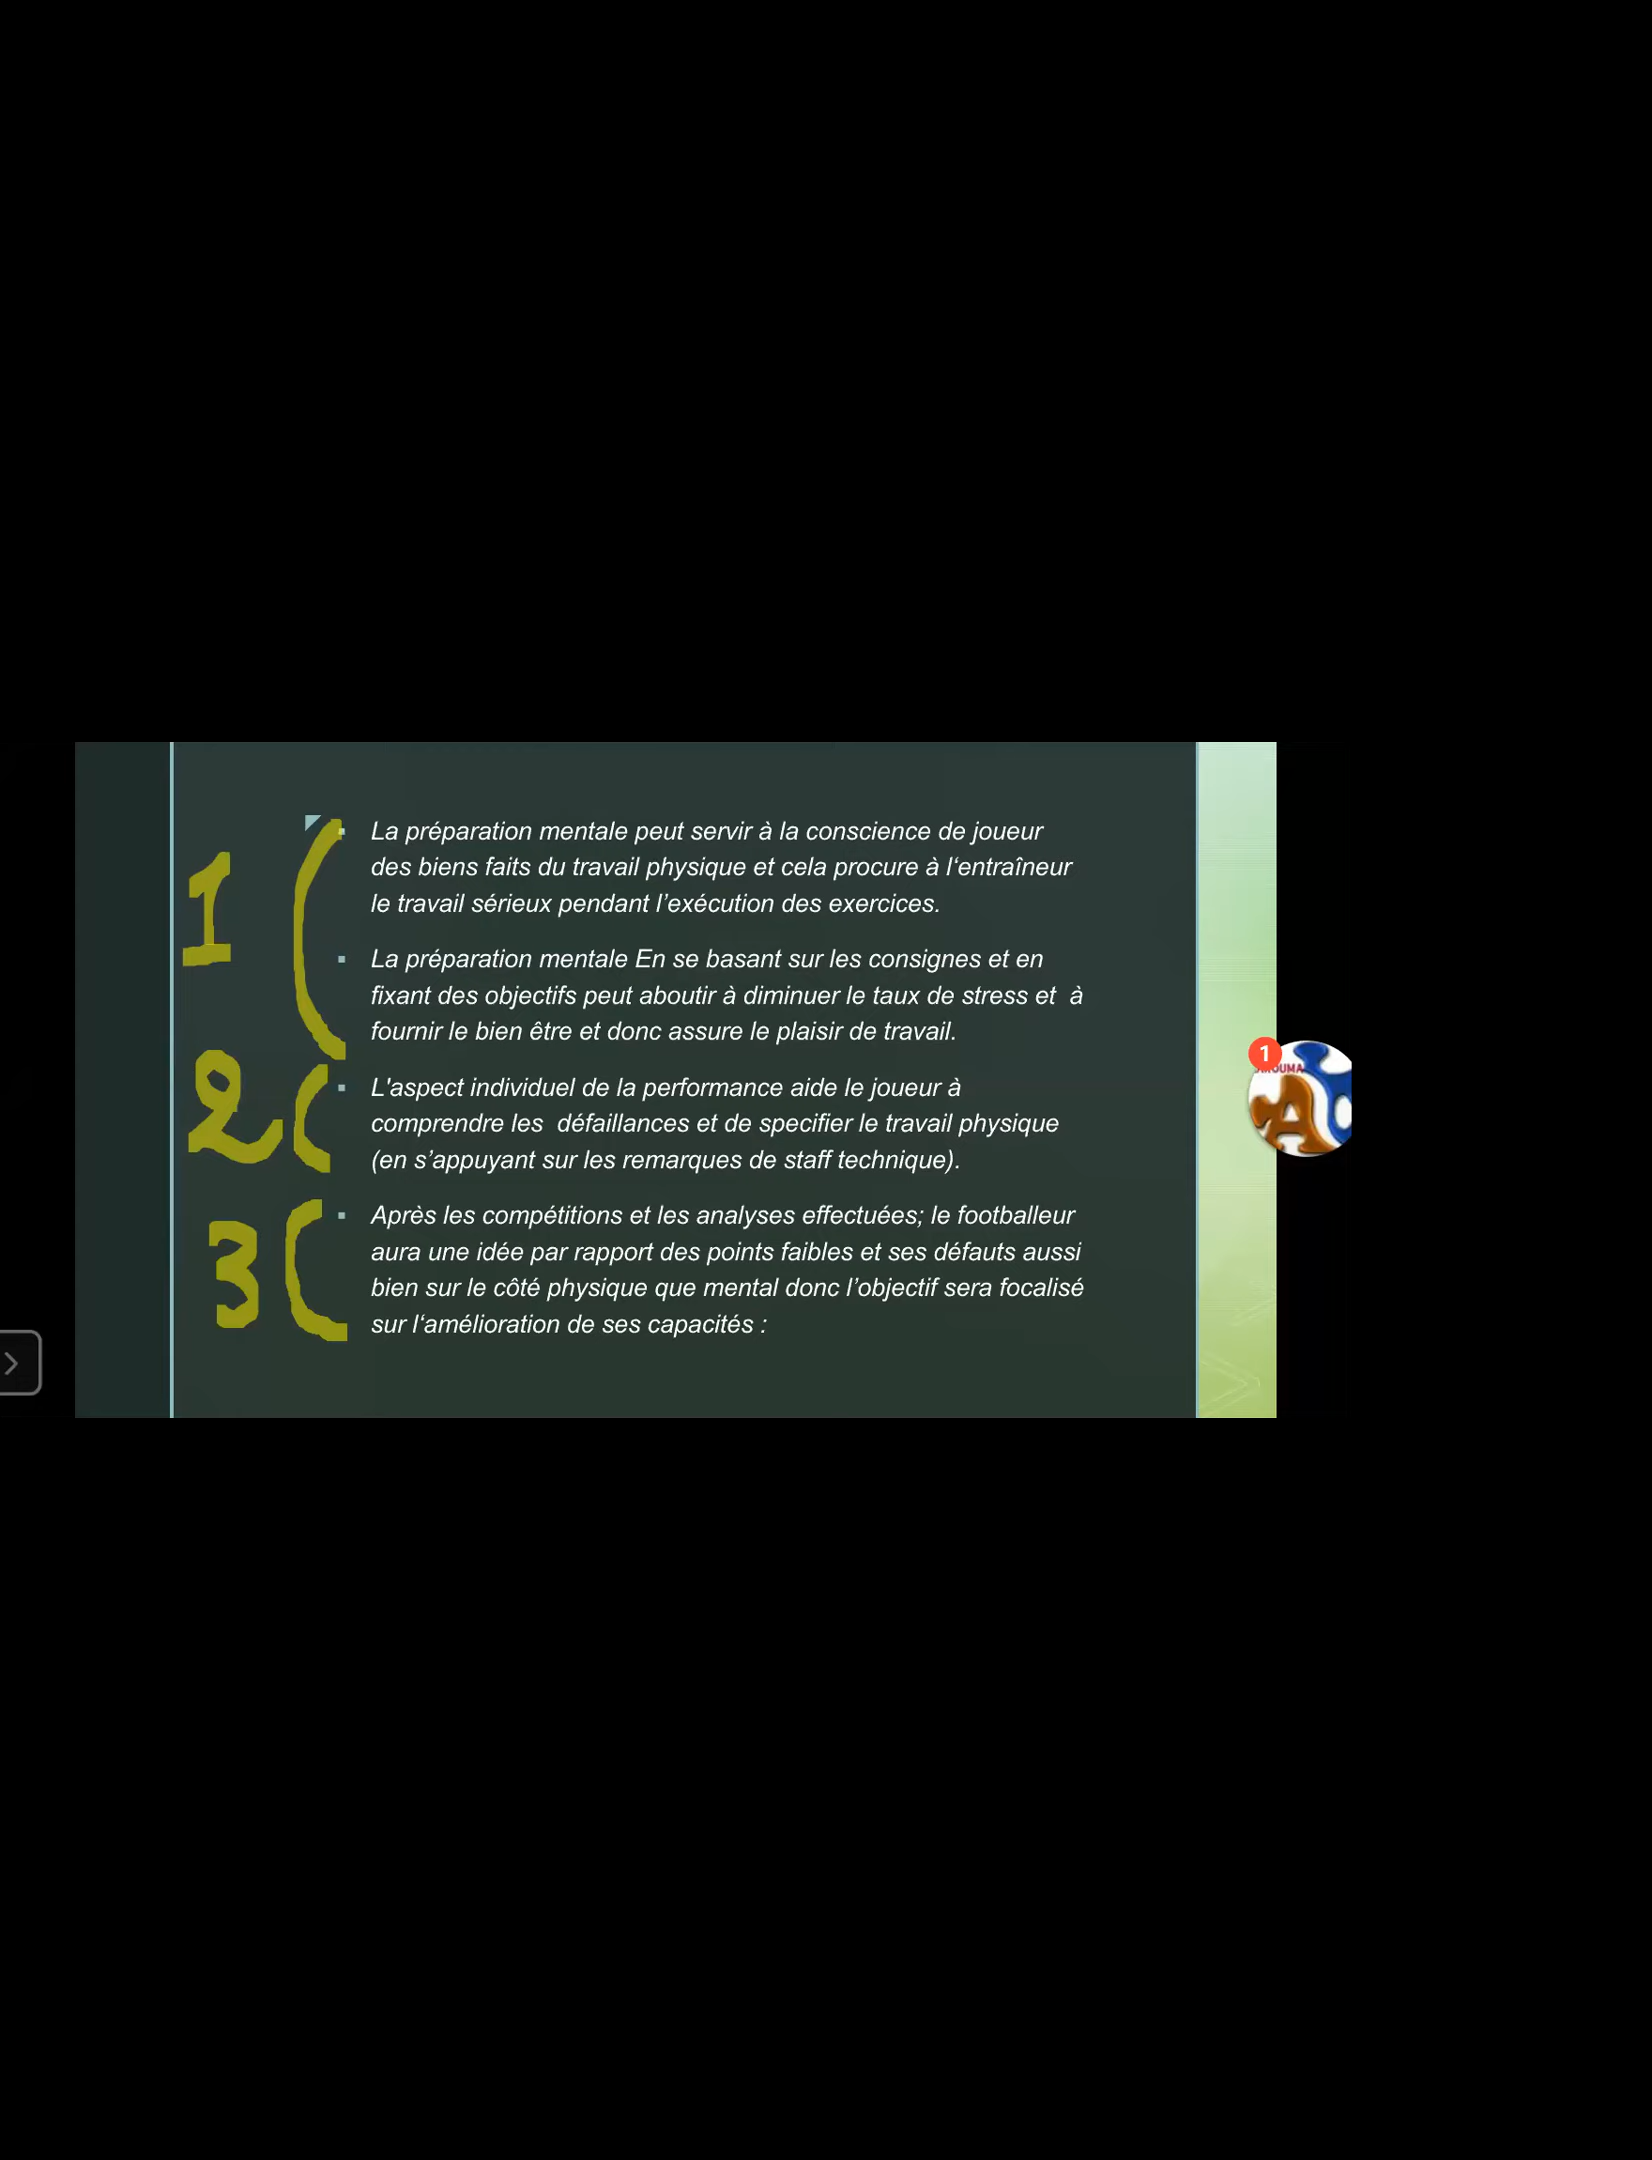 La préparation mentale peut servir à la conscience de joueur
des biens faits du travail physique et cela procure à l‘entraîneur
le travail sérieux pendant l’exécution des exercices.
1
La préparation mentale En se basant sur les consignes et en
fixant des objectifs peut aboutir à diminuer le taux de stress et  à
fournir le bien être et donc assure le plaisir de travail.
2
L'aspect individuel de la performance aide le joueur à
comprendre les  défaillances et de specifier le travail physique
(en s’appuyant sur les remarques de staff technique).
3
Après les compétitions et les analyses effectuées; le footballeur
aura une idée par rapport des points faibles et ses défauts aussi
bien sur le côté physique que mental donc l’objectif sera focalisé
sur l‘amélioration de ses capacités :
1